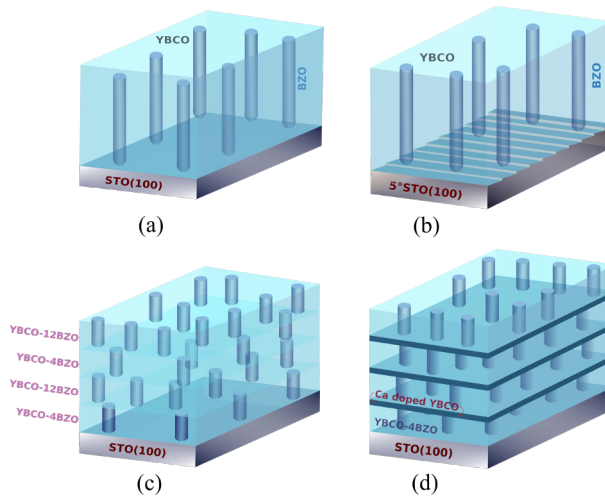 YBCO
BZO
STO(100)
(a)
YBCO
BZO
5°STO(100)
(b)
YBCO-12BZO
YBCO-4BZO
YBCO-12BZO
YBCO-4BZO
STO(100)
(c)
Ca doped YBCO
YBCO-4BZO
STO(100)
(d)